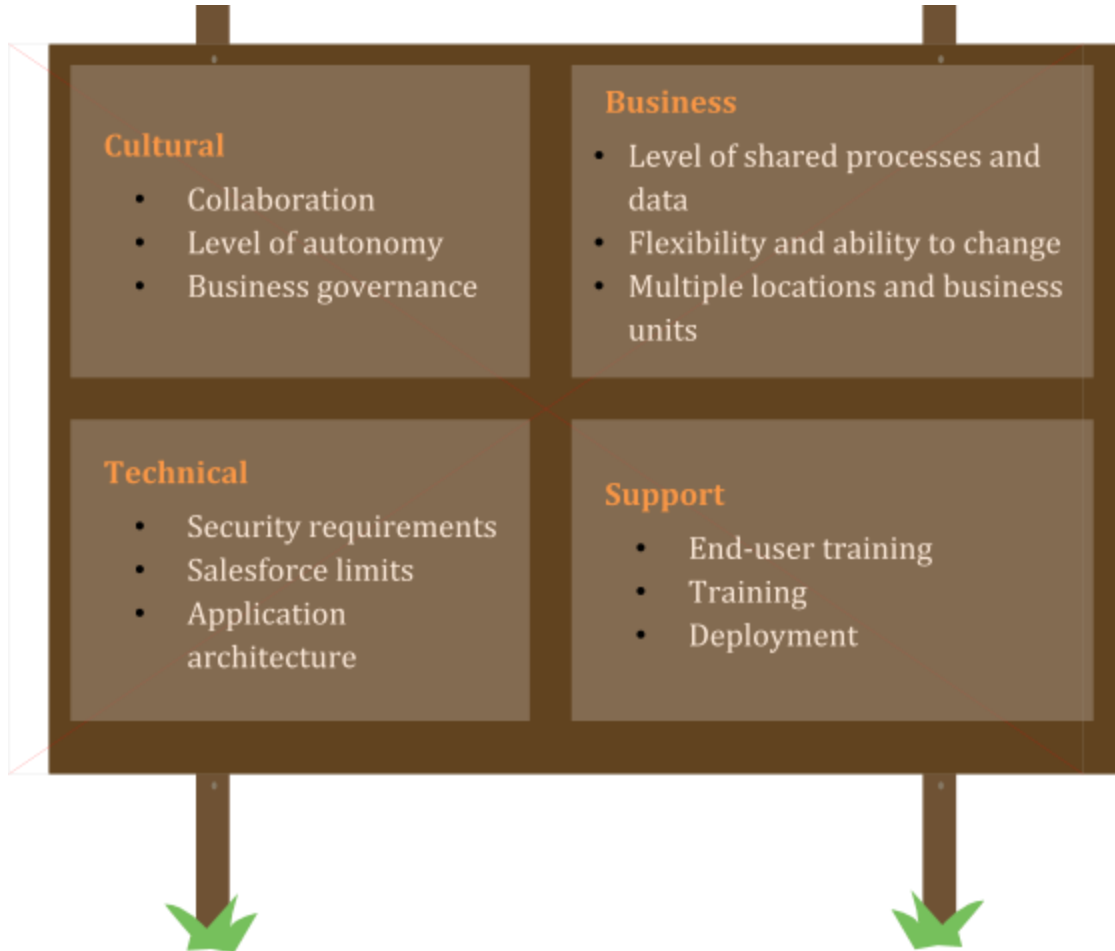 Cultural
• Collaboration
• Level of autonomy
• Business governance
Business
• Level of shared processes and
data
• Flexibility and ability to change
• Multiple locations and business
units
Technical
• Security requirements
• Salesforce limits
• Application
architecture
Support
• End-user training
• Training
• Deployment